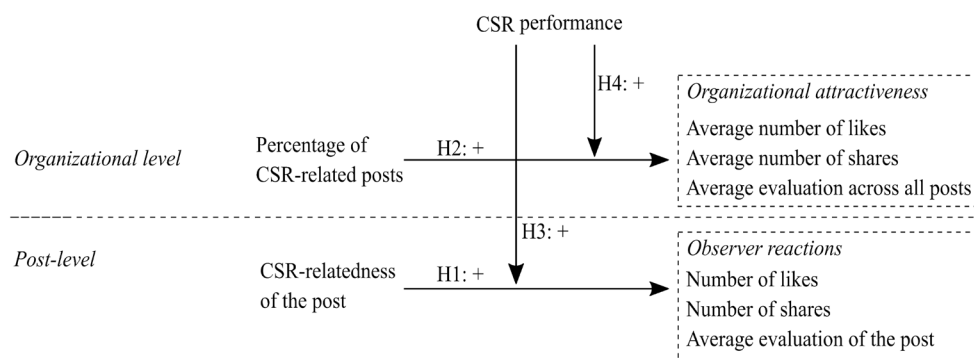 CSR performance
H4: +
Organizational attractiveness
Average number of likes
Average number of shares
Average evaluation across all posts
Organizational level
Percentage of
CSR-related posts
H2: +
H3: +
Post-level
CSR-relatedness
of the post
H1: +
Observer reactions
Number of likes
Number of shares
Average evaluation of the post